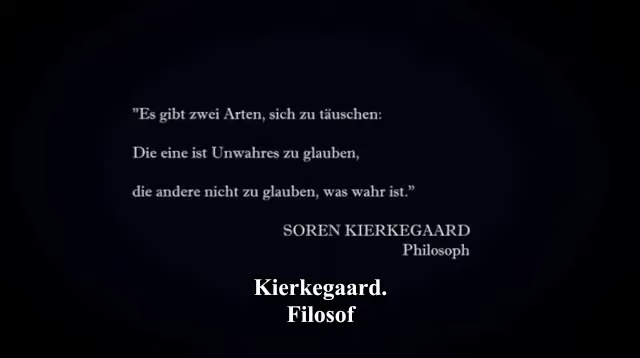 "Es gibt zwei Arten, sich zu täuschen:
Die eine ist Unwahres zu glauben,
die andere nicht zu glauben, was wahr ist."
SOREN KIERKEGAARD
Philosoph
Kierkegaard.
Filosof